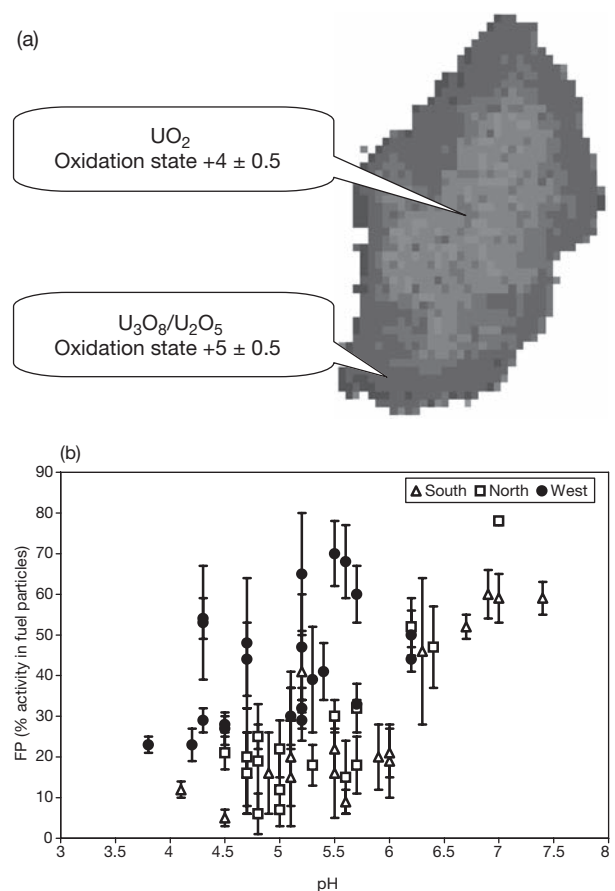 (a)
UO₂
Oxidation state +4 ± 0.5
U₃O₈/U₂O₅
Oxidation state +5 ± 0.5
(b)
90
80
70
60
50
40
30
20
10
0
FP (% activity in fuel particles)
South North West
3 3.5 4 4.5 5 5.5 6 6.5 7 7.5 8
pH